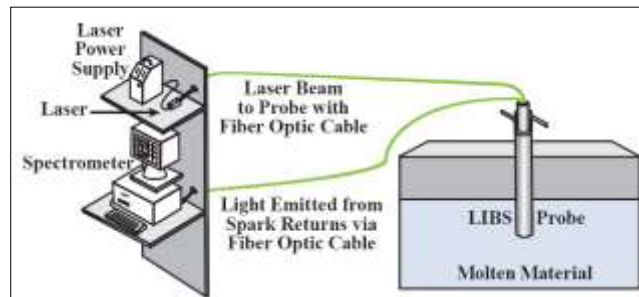 Laser
Power
Supply
Laser
Spectrometer
Laser Beam
to Probe with
Fiber Optic Cable
Light Emitted from
Spark Returns via
Fiber Optic Cable
LIBS Probe
Molten Material